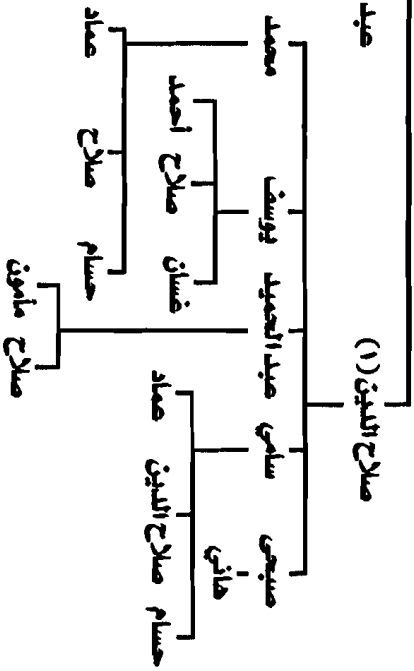 صلاح الدين (١) عبد
صبحي سامي عبد الحميد يوسف محمد
هاني
غسان صلاح أحمد
حسام صلاح الدين عماد
حسام صلاح عماد
صلاح مأمون